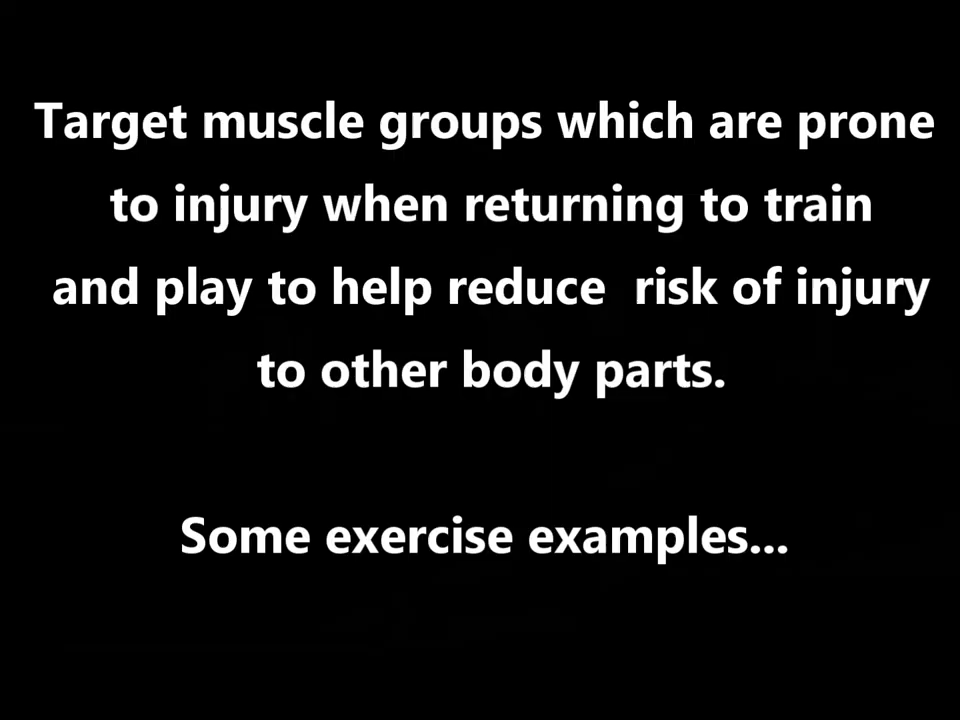 Target muscle groups which are prone
to injury when returning to train
and play to help reduce  risk of injury
to other body parts.
Some exercise examples...